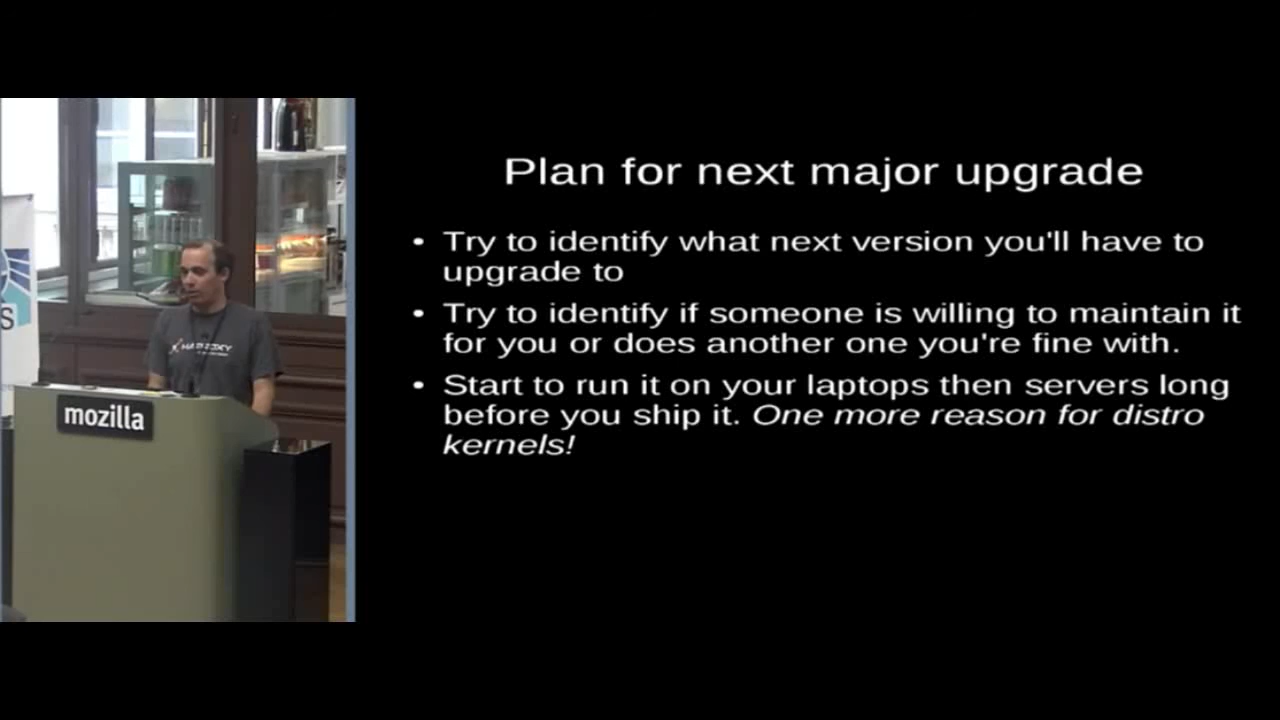 Plan for next major upgrade
• Try to identify what next version you'll have to
upgrade to
• Try to identify if someone is willing to maintain it
for you or does another one you're fine with.
• Start to run it on your laptops then servers long
before you ship it. One more reason for distro
kernels!
mozilla
S